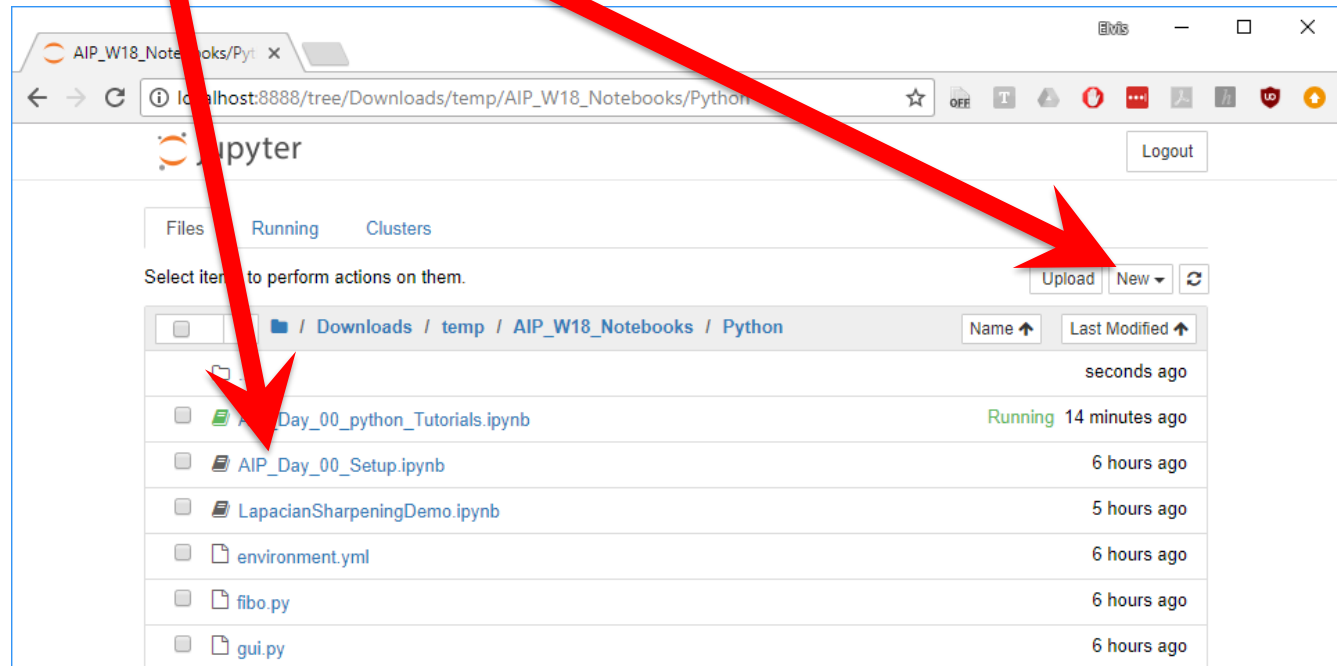 Elvis
AIP_W18_Notebooks/Pyt
localhost:8888/tree/Downloads/temp/AIP_W18_Notebooks/Python
OFF T h
jupyter
Logout
Files Running Clusters
Select items to perform actions on them.
Upload New
/ Downloads / temp / AIP_W18_Notebooks / Python
Name Last Modified
seconds ago
AIP_Day_00_python_Tutorials.ipynb Running 14 minutes ago
AIP_Day_00_Setup.ipynb 6 hours ago
LapacianSharpeningDemo.ipynb 5 hours ago
environment.yml 6 hours ago
fibo.py 6 hours ago
gui.py 6 hours ago